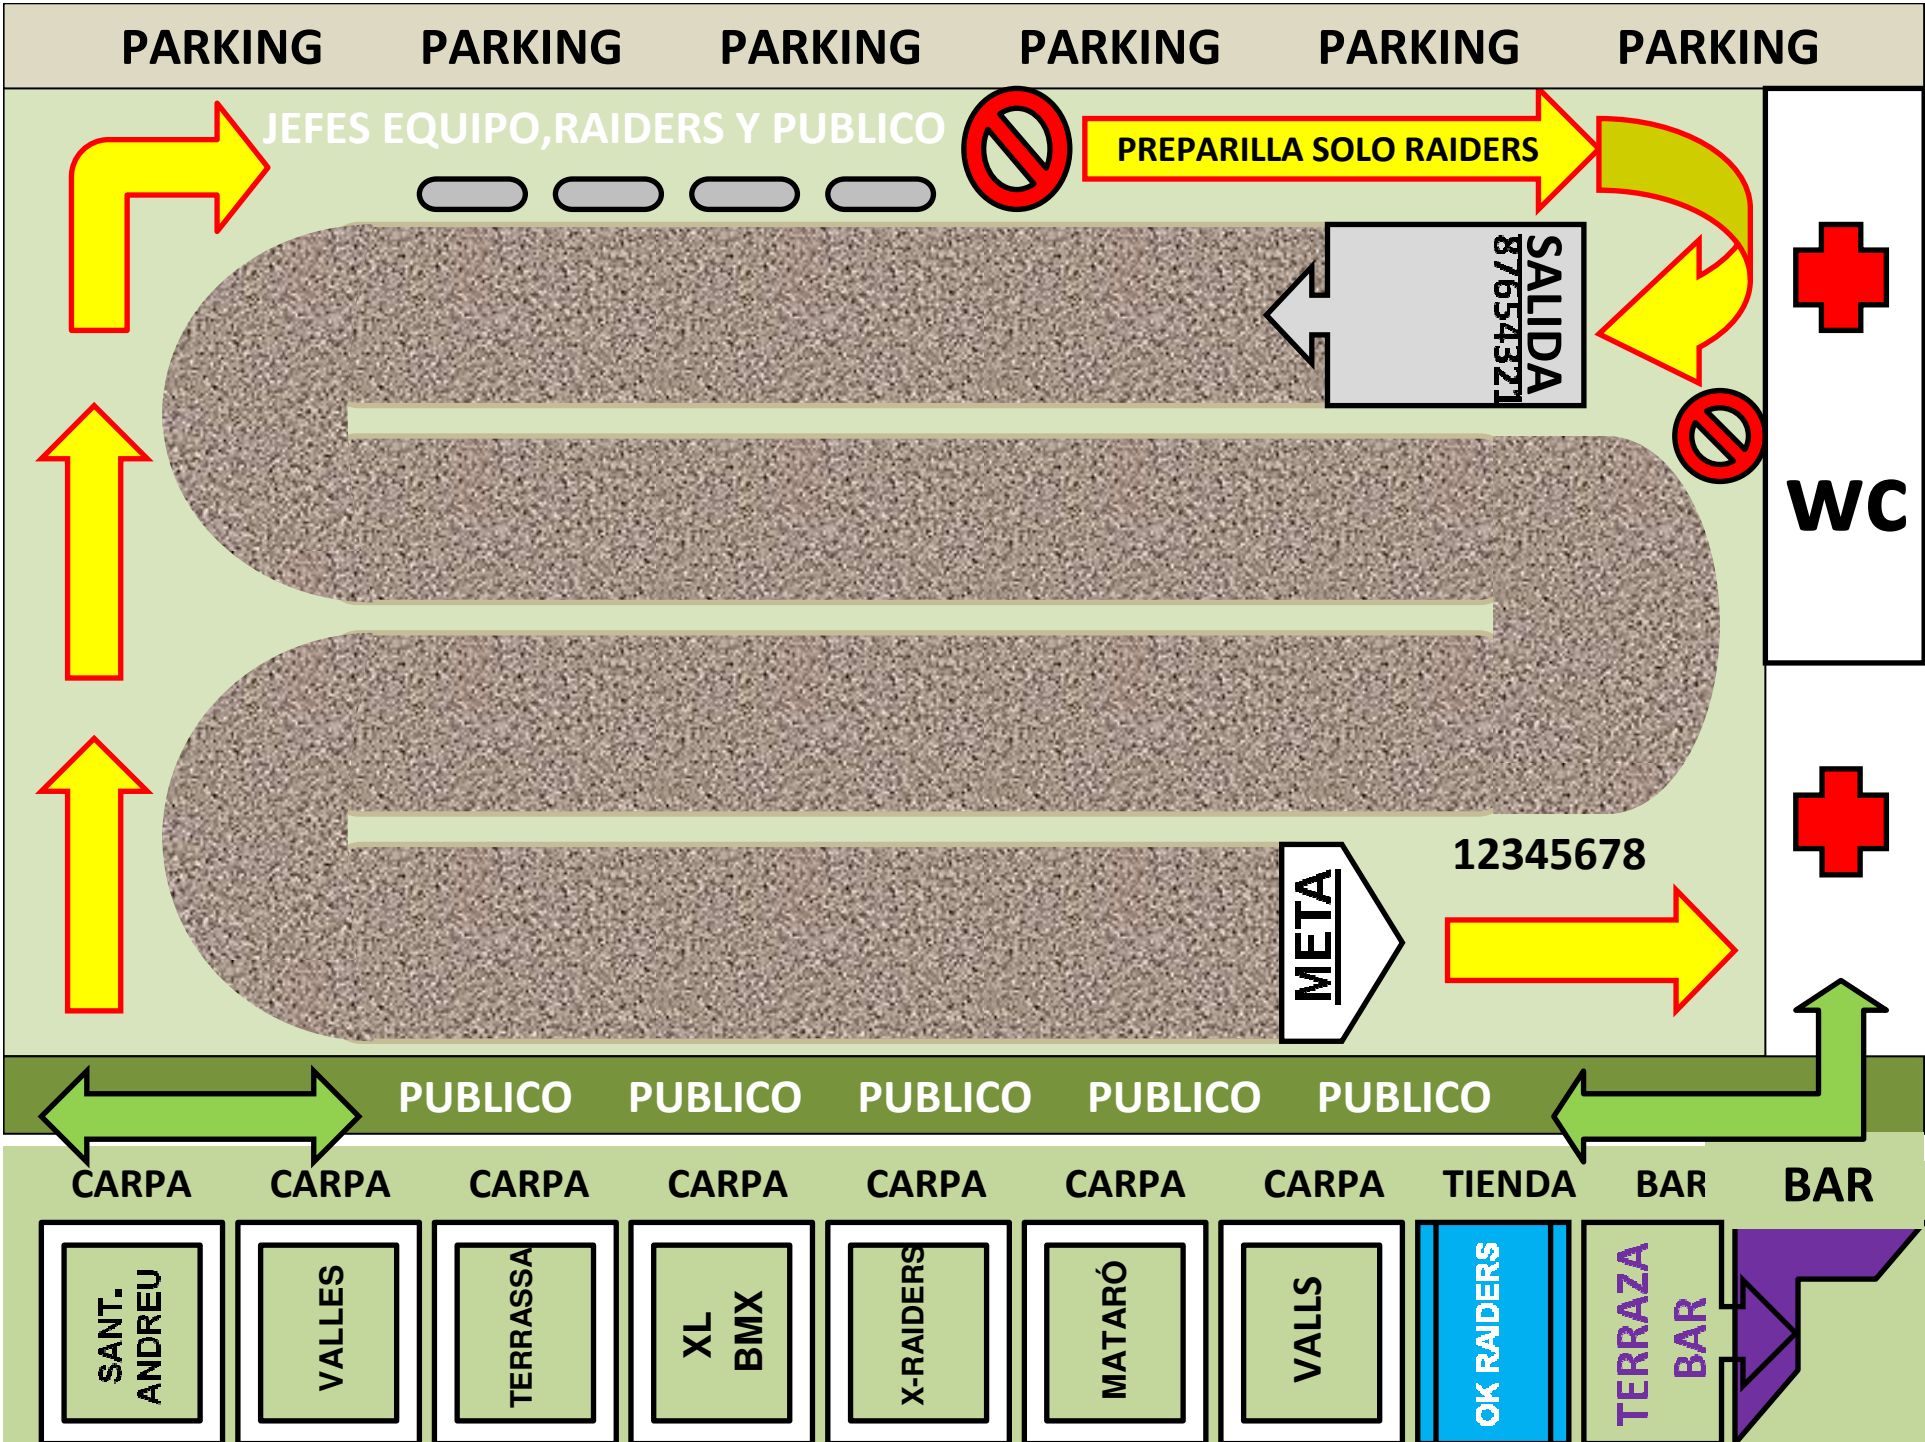 PARKING PARKING PARKING PARKING PARKING PARKING
JEFES EQUIPO,RAIDERS Y PUBLICO
PREPARILLA SOLO RAIDERS
SALIDA
87654321
WC
12345678
META
PUBLICO PUBLICO PUBLICO PUBLICO PUBLICO
CARPA CARPA CARPA CARPA CARPA CARPA CARPA TIENDA BAR BAR
SANT.
ANDREU
VALLES
TERRASSA
XL
BMX
X-RAIDERS
MATARÓ
VALLS
OK RAIDERS
TERRAZA
BAR